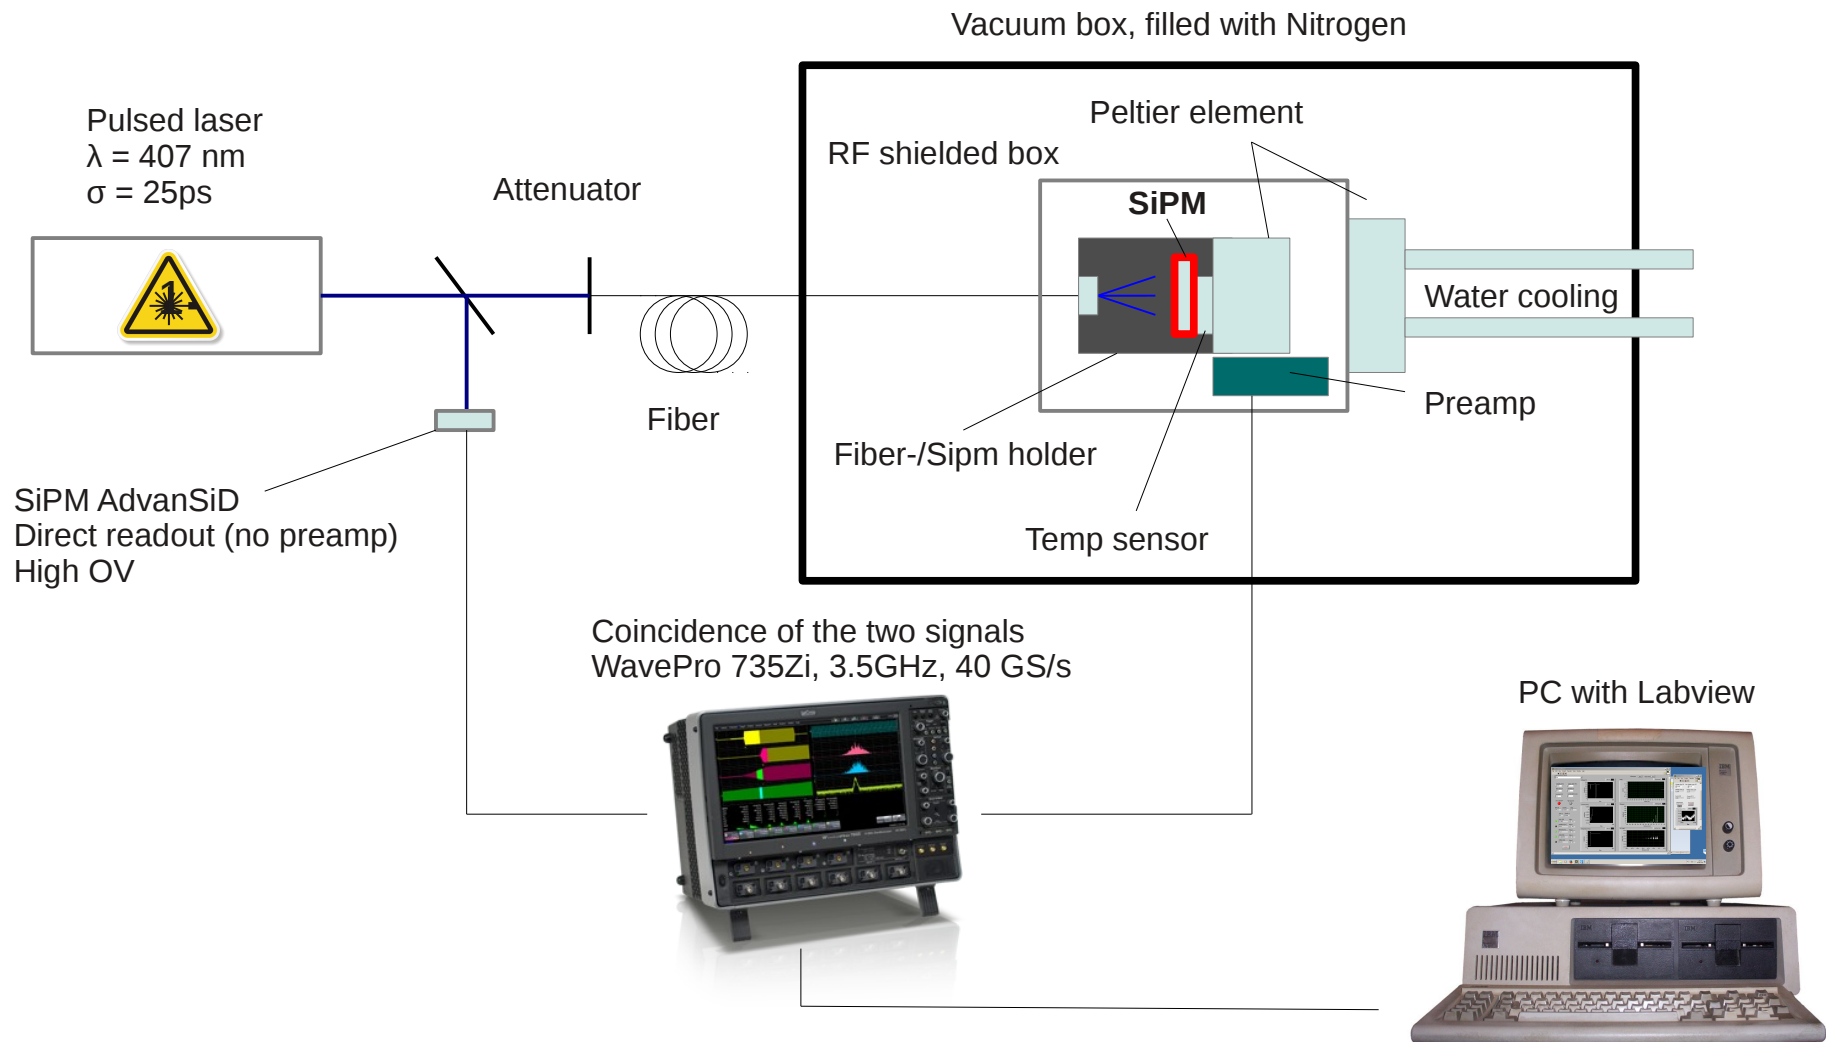 Vacuum box, filled with Nitrogen
Pulsed laser
λ = 407 nm
σ = 25ps
Attenuator
Peltier element
RF shielded box
SiPM
Water cooling
Fiber
Preamp
Fiber-/Sipm holder
Temp sensor
SiPM AdvanSiD
Direct readout (no preamp)
High OV
Coincidence of the two signals
WavePro 735Zi, 3.5GHz, 40 GS/s
PC with Labview